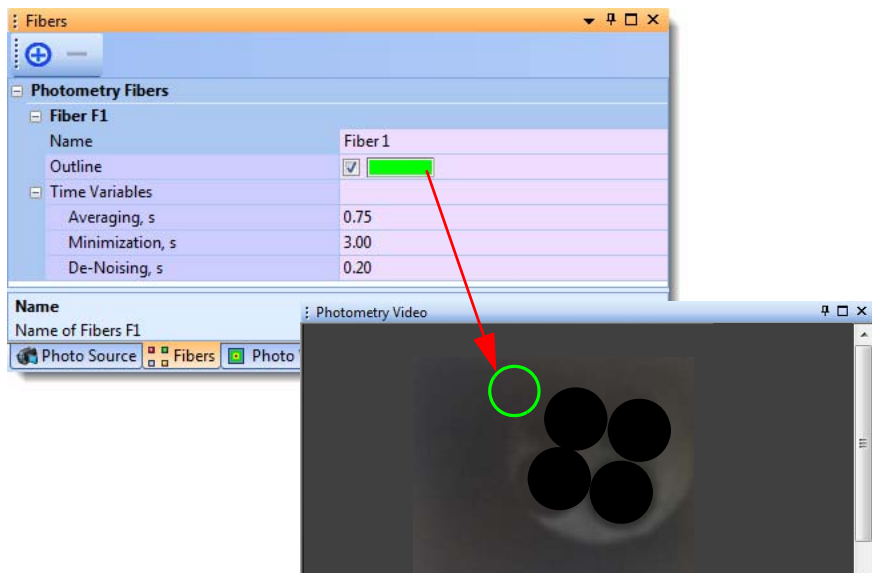 Fibers
Photometry Fibers
Fiber F1
Name Fiber 1
Outline
Time Variables
Averaging, s 0.75
Minimization, s 3.00
De-Noising, s 0.20
Name
Name of Fibers F1
Photo Source Fibers Photo
Photometry Video